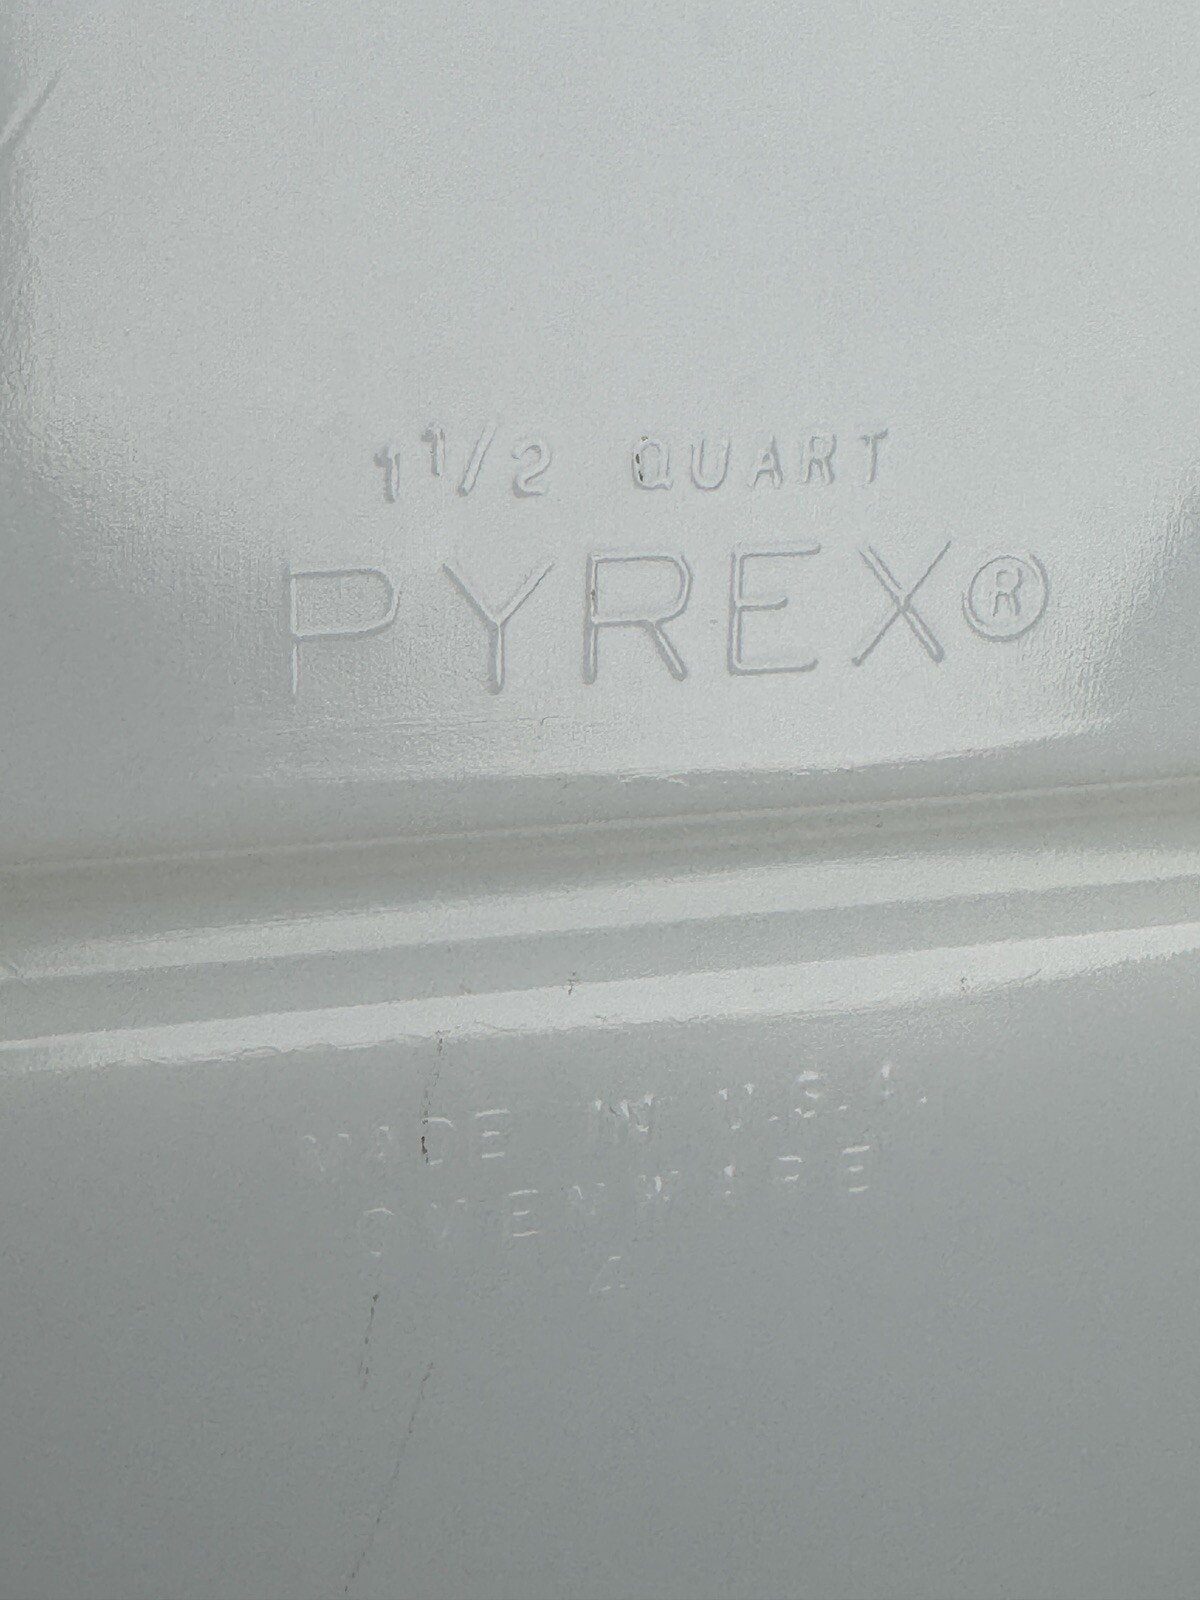 1 1/2 QUART
PYREX®
MADE IN U.S.A.
OVENWARE